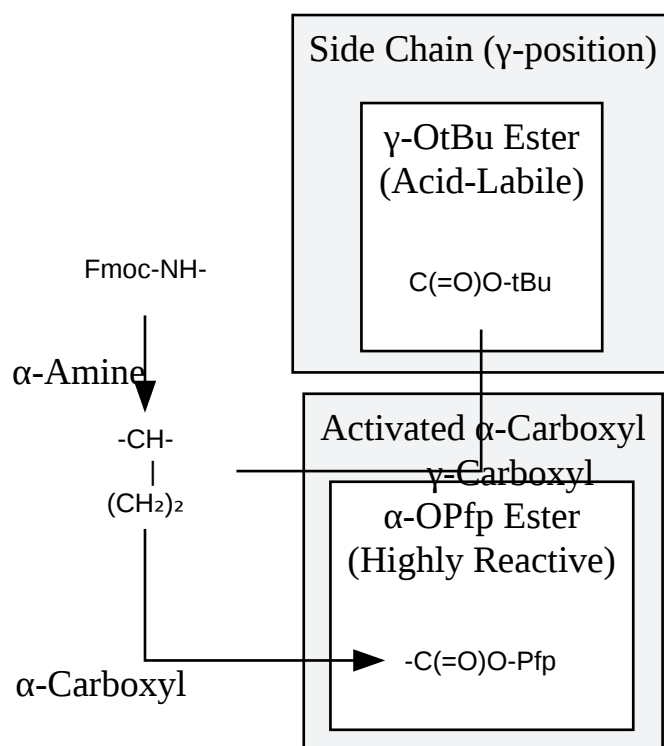 Side Chain (γ-position)
γ-OtBu Ester
(Acid-Labile)
C(=O)O-tBu
Fmoc-NH-
α-Amine
-CH-
|
(CH₂)₂
Activated α-Carboxyl
γ-Carboxyl
α-OPfp Ester
(Highly Reactive)
-C(=O)O-Pfp
α-Carboxyl